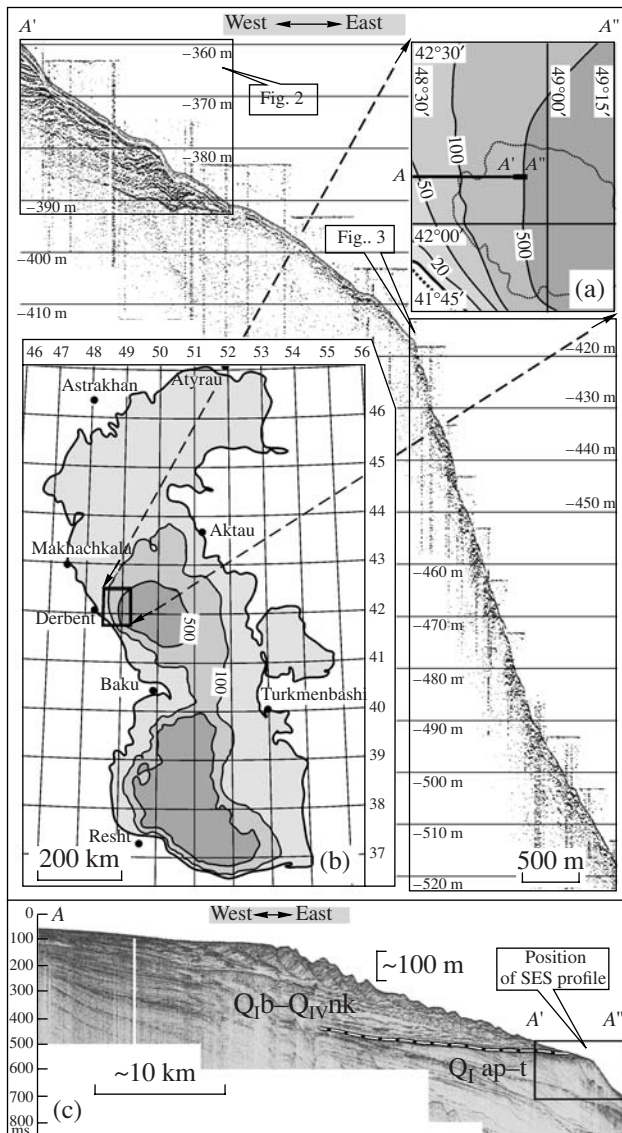 West East
A' A"
–360 m
Fig. 2
–370 m
–380 m
–390 m
–400 m
–410 m
Fig.. 3
42°30'
48°30'
49°00'
49°15'
100
A A' A"
50
42°00'
500
20
41°45'
(a)
–420 m
–430 m
–440 m
–450 m
–460 m
–470 m
–480 m
–490 m
–500 m
–510 m
–520 m
500 m
46 47 48 49 50 51 52 53 54 55 56
Astrakhan Atyrau
46
45
44
Aktau
43
Makhachkala
42
Derbent
500
41
100
Baku
Turkmenbashi
40
39
38
Resht
37
200 km
(b)
West East
0 A
100
~100 m
Position
of SES profile
200
300
QIb–QIVnk
A' A"
400
500
QI ap–t
600
~10 km
700
(c)
800
ms